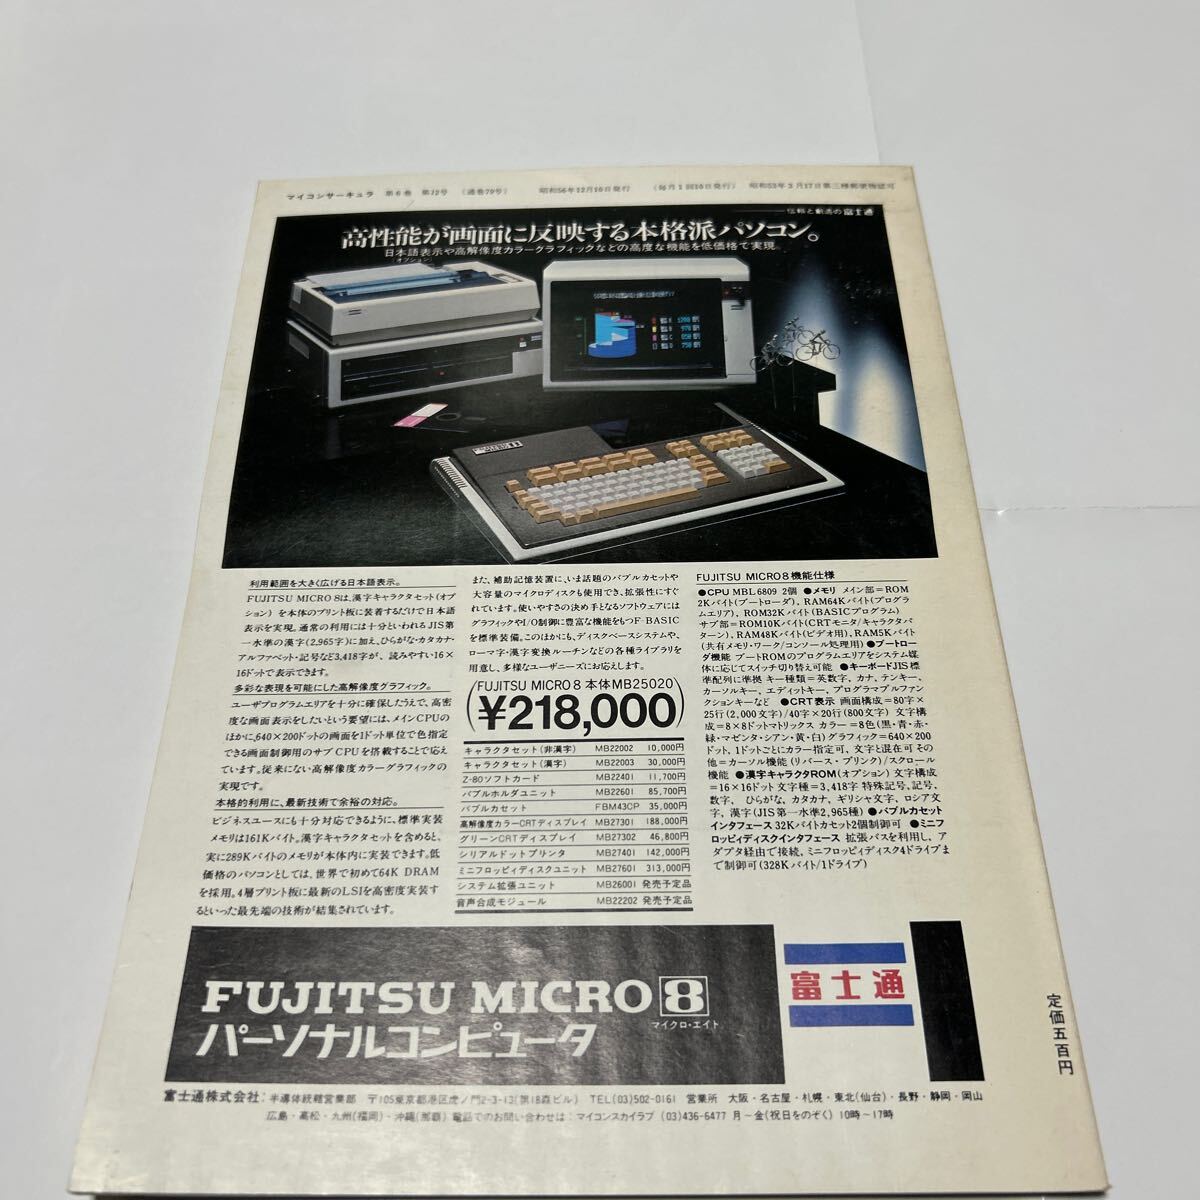 マイコンサーキュラ 第6巻 第12号 (通巻79号) 昭和56年12月10日発行 (毎月1回10日発行) 昭和53年3月17日第三種郵便物認可
信頼と創造の富士通
高性能が画面に反映する本格派パソコン。
日本語表示や高解像度カラーグラフィックなどの高度な機能を低価格で実現。
(オプション)
利用範囲を大きく広げる日本語表示。
FUJITSU MICRO 8は、漢字キャラクタセット(オプ
ション)を本体のプリント板に装着するだけで日本語
表示を実現。通常の利用には十分といわれるJIS第
一水準の漢字(2,965字)に加え、ひらがな・カタカナ・
アルファベット・記号など3,418字が、読みやすい16×
16ドットで表示できます。
多彩な表現を可能にした高解像度グラフィック。
ユーザプログラムエリアを十分に確保したうえで、高密
度な画面表示をしたいという要望には、メインCPUの
ほかに、640×200ドットの画面を1ドット単位で色指定
できる画面制御用のサブCPUを搭載することで応え
ています。従来にない高解像度カラーグラフィックの
実現です。
本格的利用に、最新技術で余裕の対応。
ビジネスユースにも十分対応できるように、標準実装
メモリは161Kバイト。漢字キャラクタセットを含めると、
実に289Kバイトのメモリが本体内に実装できます。低
価格のパソコンとしては、世界で初めて64K DRAM
を採用。4層プリント板に最新のLSIを高密度実装す
るといった最先端の技術が結集されています。
また、補助記憶装置に、いま話題のバブルカセットや
大容量のマイクロディスクも使用でき、拡張性にすぐ
れています。使いやすさの決め手となるソフトウェアには
グラフィックやI/O制御に豊富な機能をもつF-BASIC
を標準装備。このほかにも、ディスクベースシステムや、
ローマ字・漢字変換ルーチンなどの各種ライブラリを
用意し、多様なユーザニーズにお応えします。
(FUJITSU MICRO 8 本体MB25020)
¥218,000
キャラクタセット(非漢字) MB22002 10,000円
キャラクタセット(漢字) MB22003 30,000円
Z-80ソフトカード MB22401 11,700円
バブルホルダユニット MB22601 85,700円
バブルカセット FBM43CP 35,000円
高解像度カラーCRTディスプレイ MB27301 188,000円
グリーンCRTディスプレイ MB27302 46,800円
シリアルドットプリンタ MB27401 142,000円
ミニフロッピィディスクユニット MB27601 313,000円
システム拡張ユニット MB26001 発売予定品
音声合成モジュール MB22202 発売予定品
FUJITSU MICRO8機能仕様
●CPU MBL6809 2個 ●メモリ メイン部=ROM
2Kバイト(ブートローダ)、RAM64Kバイト(プログラ
ムエリア)、ROM32Kバイト(BASICプログラム)
サブ部=ROM10Kバイト(CRTモニタ/キャラクタパ
ターン)、RAM48Kバイト(ビデオ用)、RAM5Kバイト
(共有メモリ・ワーク/コンソール処理用) ●ブートロー
ダ機能 ブートROMのプログラムエリアをシステム媒
体に応じてスイッチ切り替え可能 ●キーボードJIS標
準配列に準拠 キー種類=英数字、カナ、テンキー、
カーソルキー、エディットキー、プログラマブルファン
クションキーなど ●CRT表示 画面構成=80字×
25行(2,000文字)/40字×20行(800文字) 文字構
成=8×8ドットマトリックス カラー=8色(黒・青・赤・
緑・マゼンタ・シアン・黄・白)グラフィック=640×200
ドット、1ドットごとにカラー指定可、文字と混在可 その
他=カーソル機能(リバース・ブリンク)/スクロール
機能 ●漢字キャラクタROM(オプション) 文字構成
=16×16ドット 文字種=3,418字 特殊記号、記号、
数字、ひらがな、カタカナ、ギリシャ文字、ロシア文
字、漢字(JIS第一水準2,965種) ●バブルカセット
インタフェース 32Kバイトカセット2個制御可 ●ミニフ
ロッピィディスクインタフェース 拡張バスを利用し、ア
ダプタ経由で接続、ミニフロッピィディスク4ドライブま
で制御可(328Kバイト/1ドライブ)
FUJITSU MICRO 8
マイクロ・エイト
パーソナルコンピュータ
富士通
定価五百円
富士通株式会社: 半導体統轄営業部 〒105東京都港区虎ノ門2-3-13(第18森ビル) TEL(03)502-0161 営業所 大阪・名古屋・札幌・東北(仙台)・長野・静岡・岡山
広島・高松・九州(福岡)・沖縄(那覇) 電話でのお問い合わせは:マイコンスカイラブ (03)436-6477 月〜金(祝日をのぞく) 10時〜17時